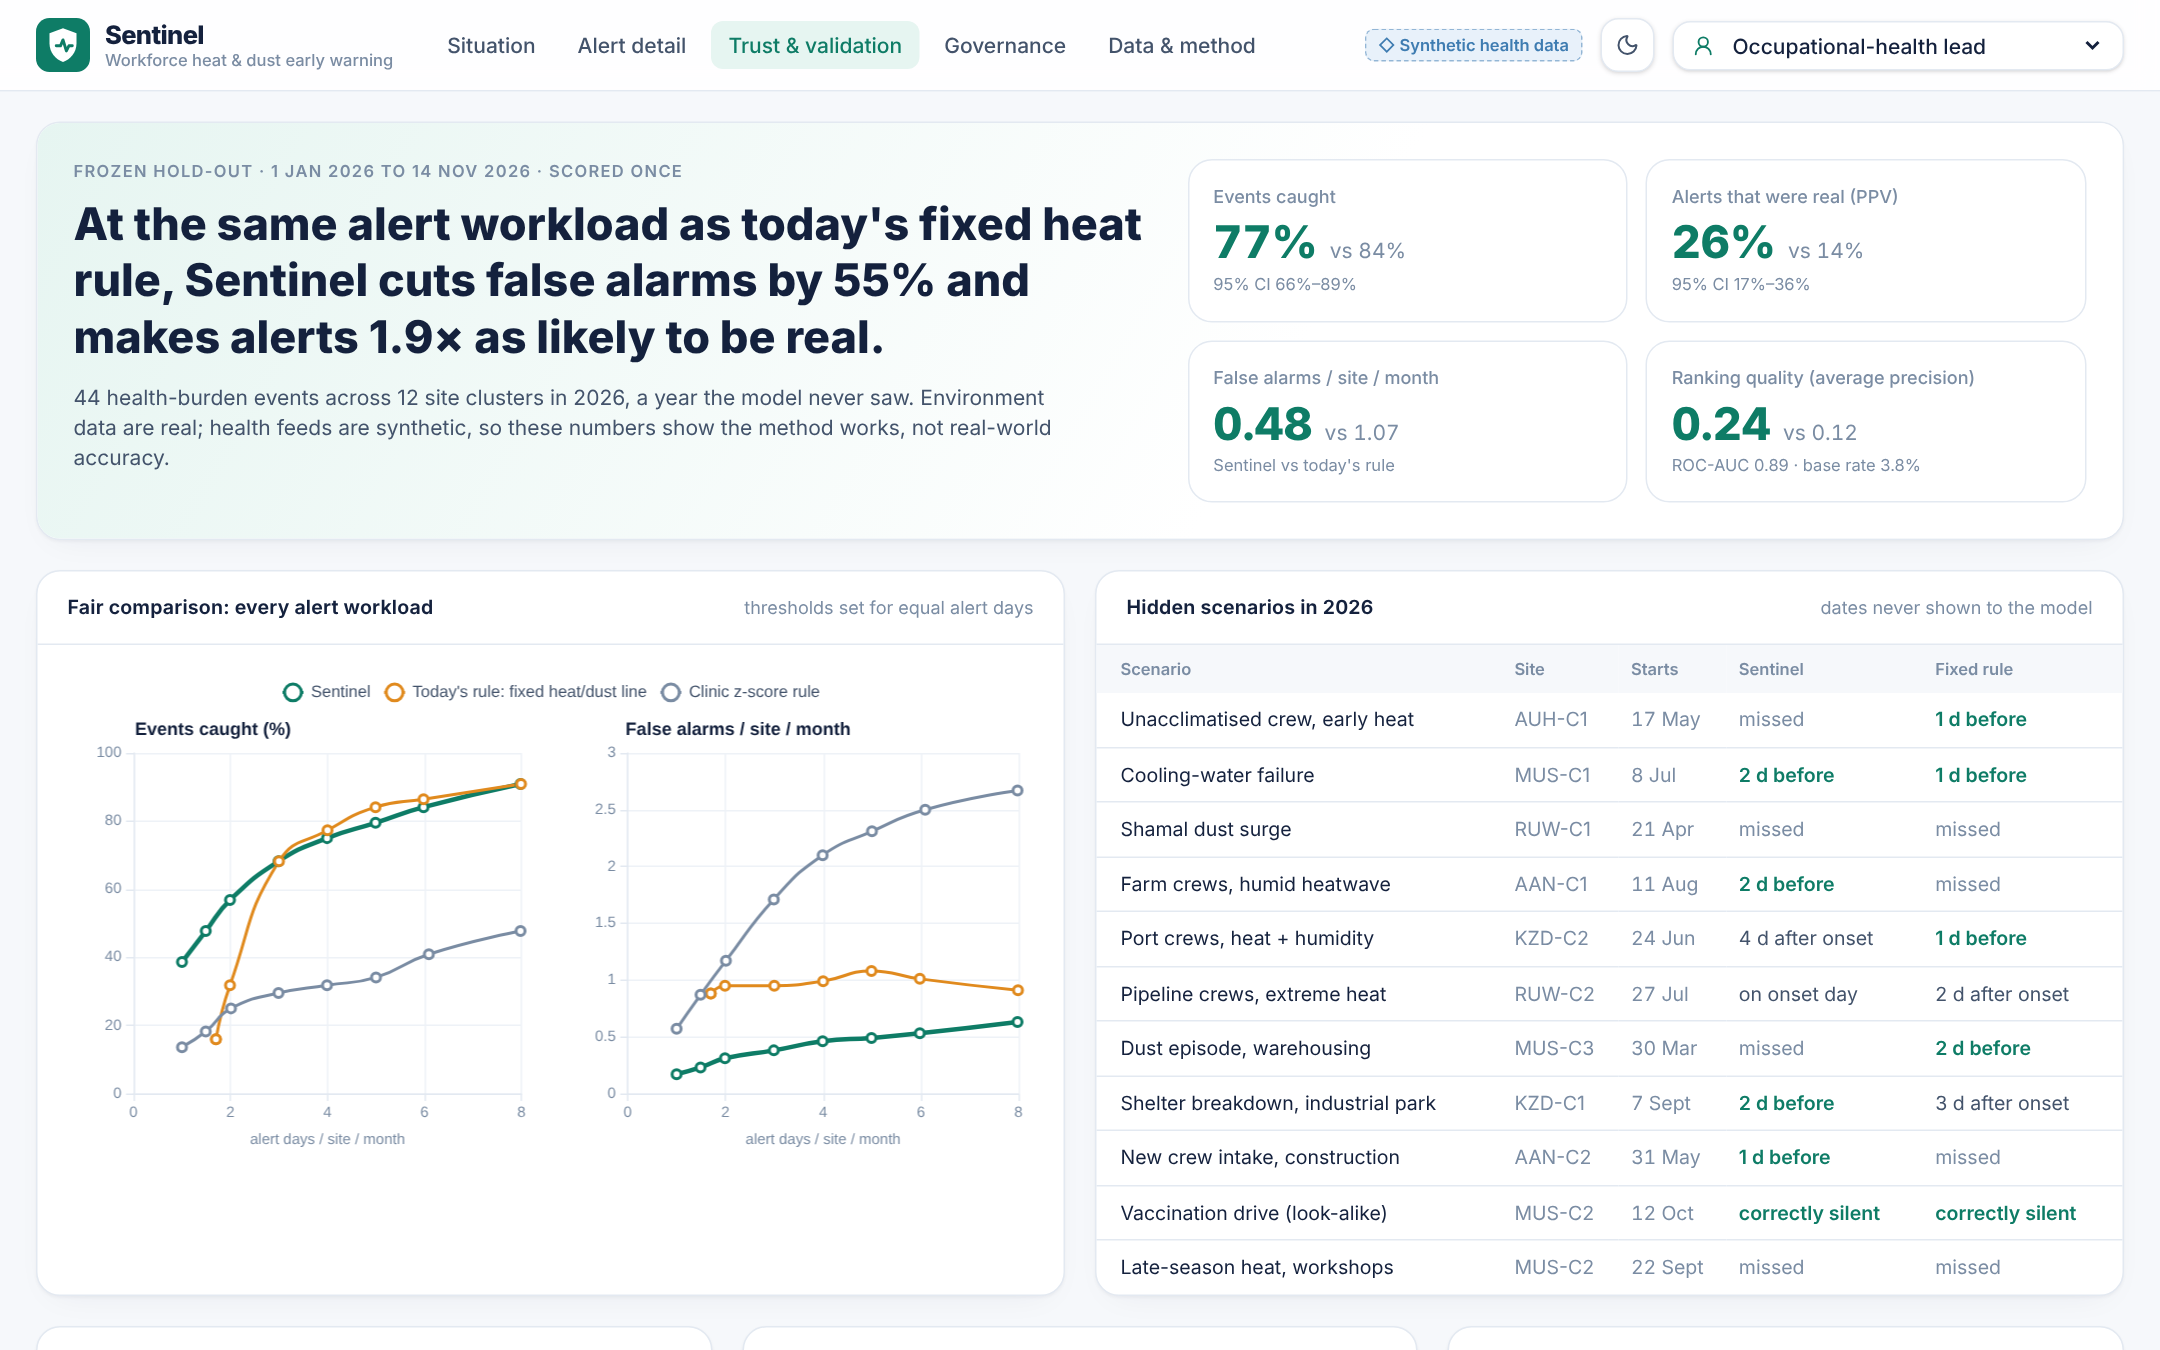 Sentinel
Workforce heat & dust early warning
Situation
Alert detail
Trust & validation
Governance
Data & method
Synthetic health data
Occupational-health lead
FROZEN HOLD-OUT · 1 JAN 2026 TO 14 NOV 2026 · SCORED ONCE
At the same alert workload as today's fixed heat
rule, Sentinel cuts false alarms by 55% and
makes alerts 1.9× as likely to be real.
44 health-burden events across 12 site clusters in 2026, a year the model never saw. Environment
data are real; health feeds are synthetic, so these numbers show the method works, not real-world
accuracy.
Events caught
77% vs 84%
95% CI 66%–89%
Alerts that were real (PPV)
26% vs 14%
95% CI 17%–36%
False alarms / site / month
0.48 vs 1.07
Sentinel vs today's rule
Ranking quality (average precision)
0.24 vs 0.12
ROC-AUC 0.89 · base rate 3.8%
Fair comparison: every alert workload
thresholds set for equal alert days
Sentinel
Today's rule: fixed heat/dust line
Clinic z-score rule
Events caught (%)
100
80
60
40
20
0
0 2 4 6 8
alert days / site / month
False alarms / site / month
3
2.5
2
1.5
1
0.5
0
0 2 4 6 8
alert days / site / month
Hidden scenarios in 2026
dates never shown to the model
Scenario Site Starts Sentinel Fixed rule
Unacclimatised crew, early heat AUH-C1 17 May missed 1 d before
Cooling-water failure MUS-C1 8 Jul 2 d before 1 d before
Shamal dust surge RUW-C1 21 Apr missed missed
Farm crews, humid heatwave AAN-C1 11 Aug 2 d before missed
Port crews, heat + humidity KZD-C2 24 Jun 4 d after onset 1 d before
Pipeline crews, extreme heat RUW-C2 27 Jul on onset day 2 d after onset
Dust episode, warehousing MUS-C3 30 Mar missed 2 d before
Shelter breakdown, industrial park KZD-C1 7 Sept 2 d before 3 d after onset
New crew intake, construction AAN-C2 31 May 1 d before missed
Vaccination drive (look-alike) MUS-C2 12 Oct correctly silent correctly silent
Late-season heat, workshops MUS-C2 22 Sept missed missed